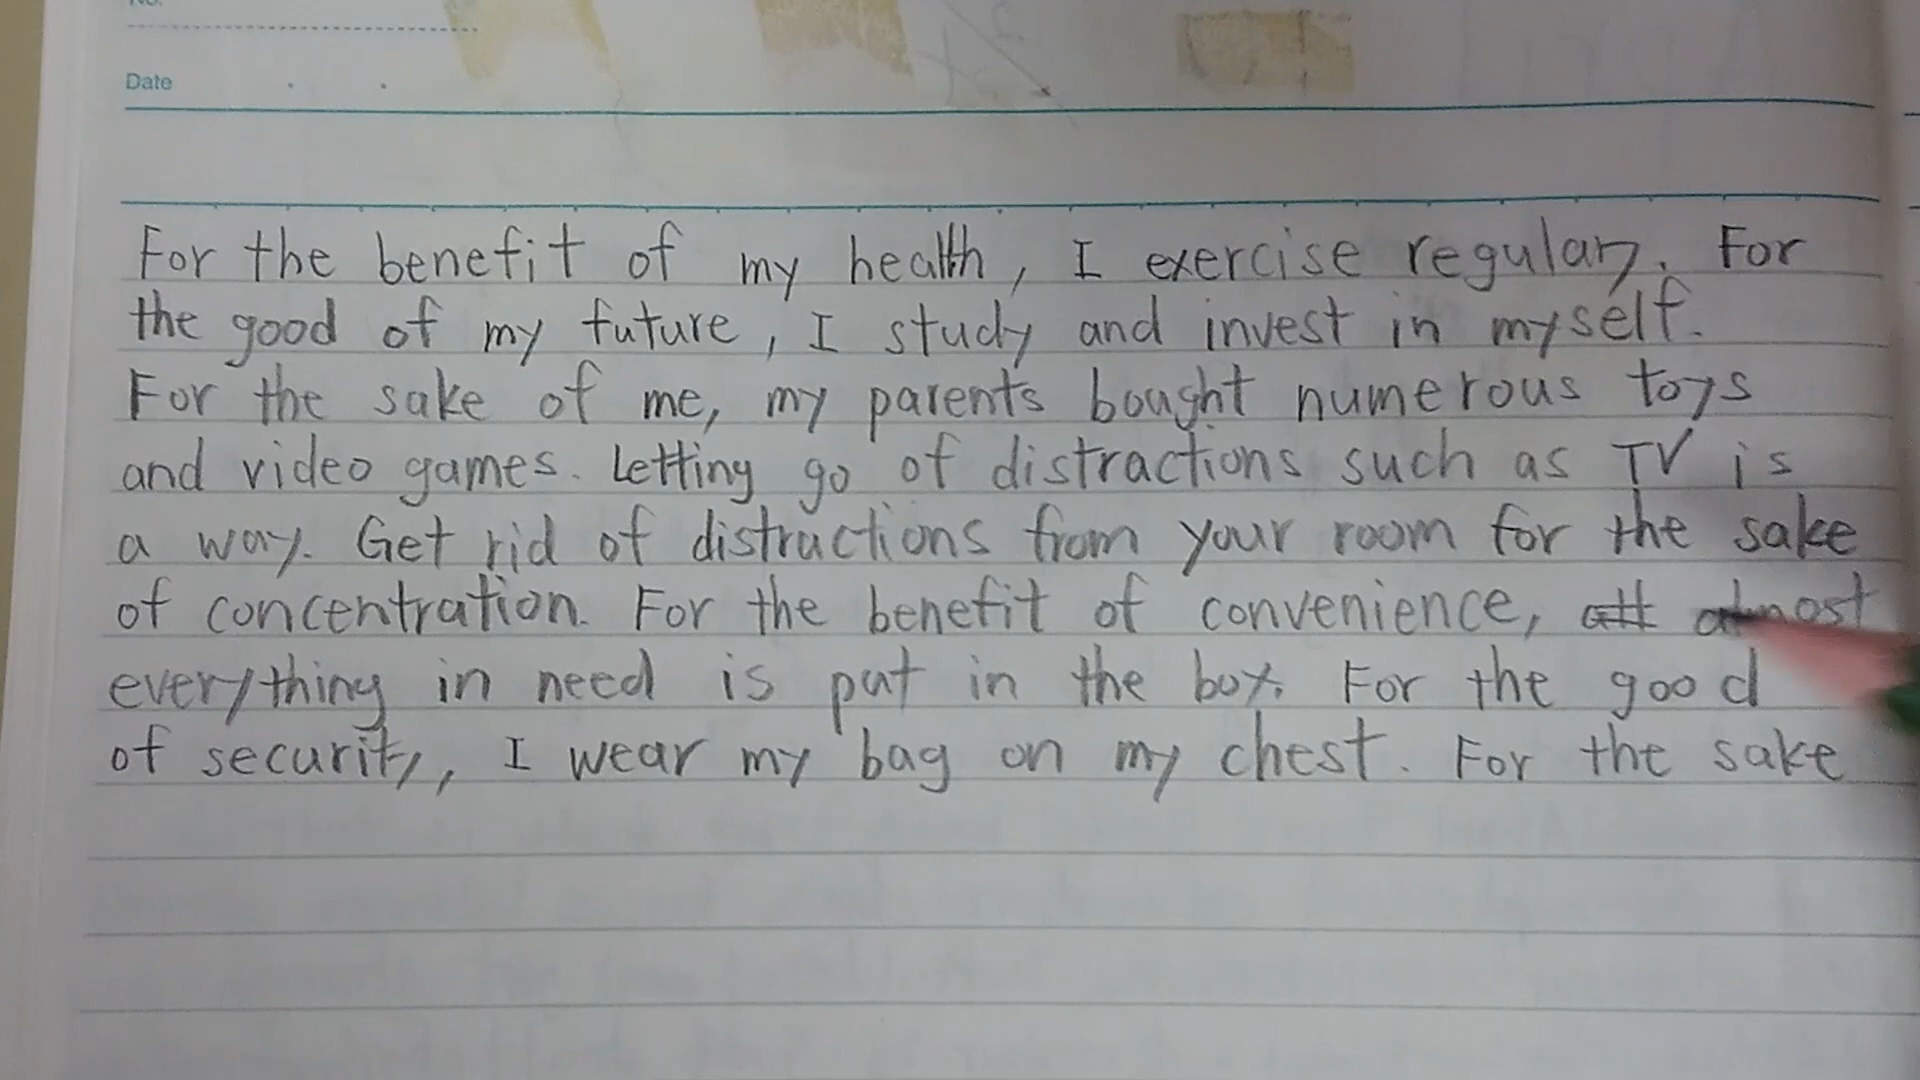 No.
Date
For the benefit of my health, I exercise regulary. For
the good of my future, I study and invest in myself.
For the sake of me, my parents bought numerous toys
and video games. Letting go of distractions such as TV is
a way. Get rid of distractions from your room for the sake
of concentration. For the benefit of convenience, almost
everything in need is put in the box. For the good
of security, I wear my bag on my chest. For the sake